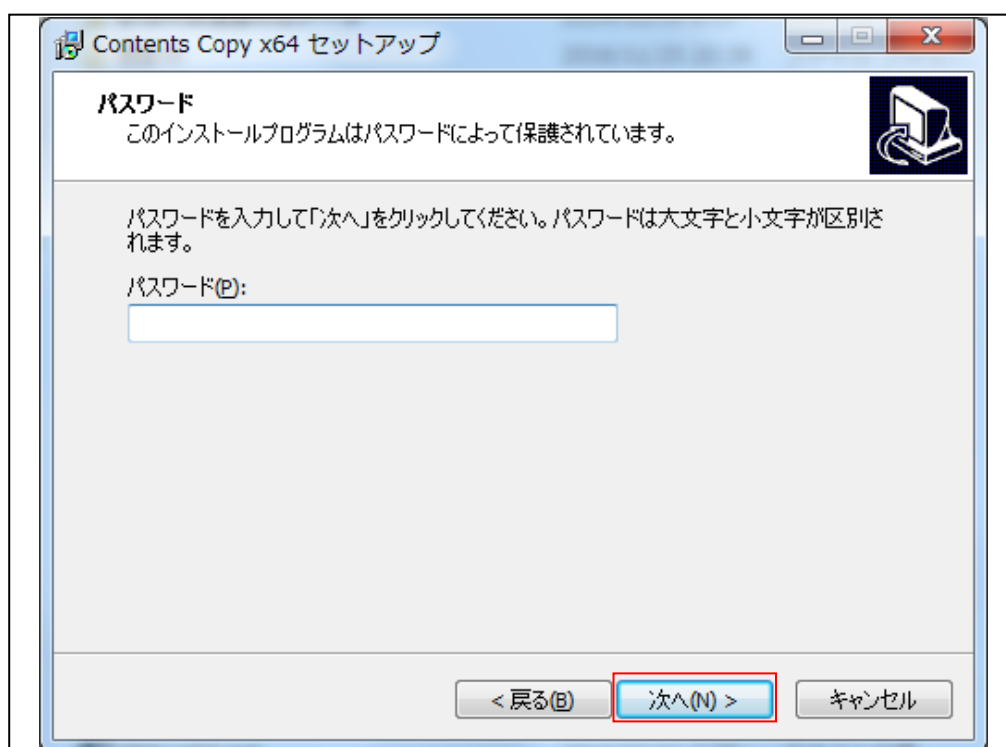 Contents Copy x64 セットアップ
パスワード
このインストールプログラムはパスワードによって保護されています。
パスワードを入力して「次へ」をクリックしてください。パスワードは大文字と小文字が区別さ
れます。
パスワード(P):
< 戻る(B)
次へ(N) >
キャンセル